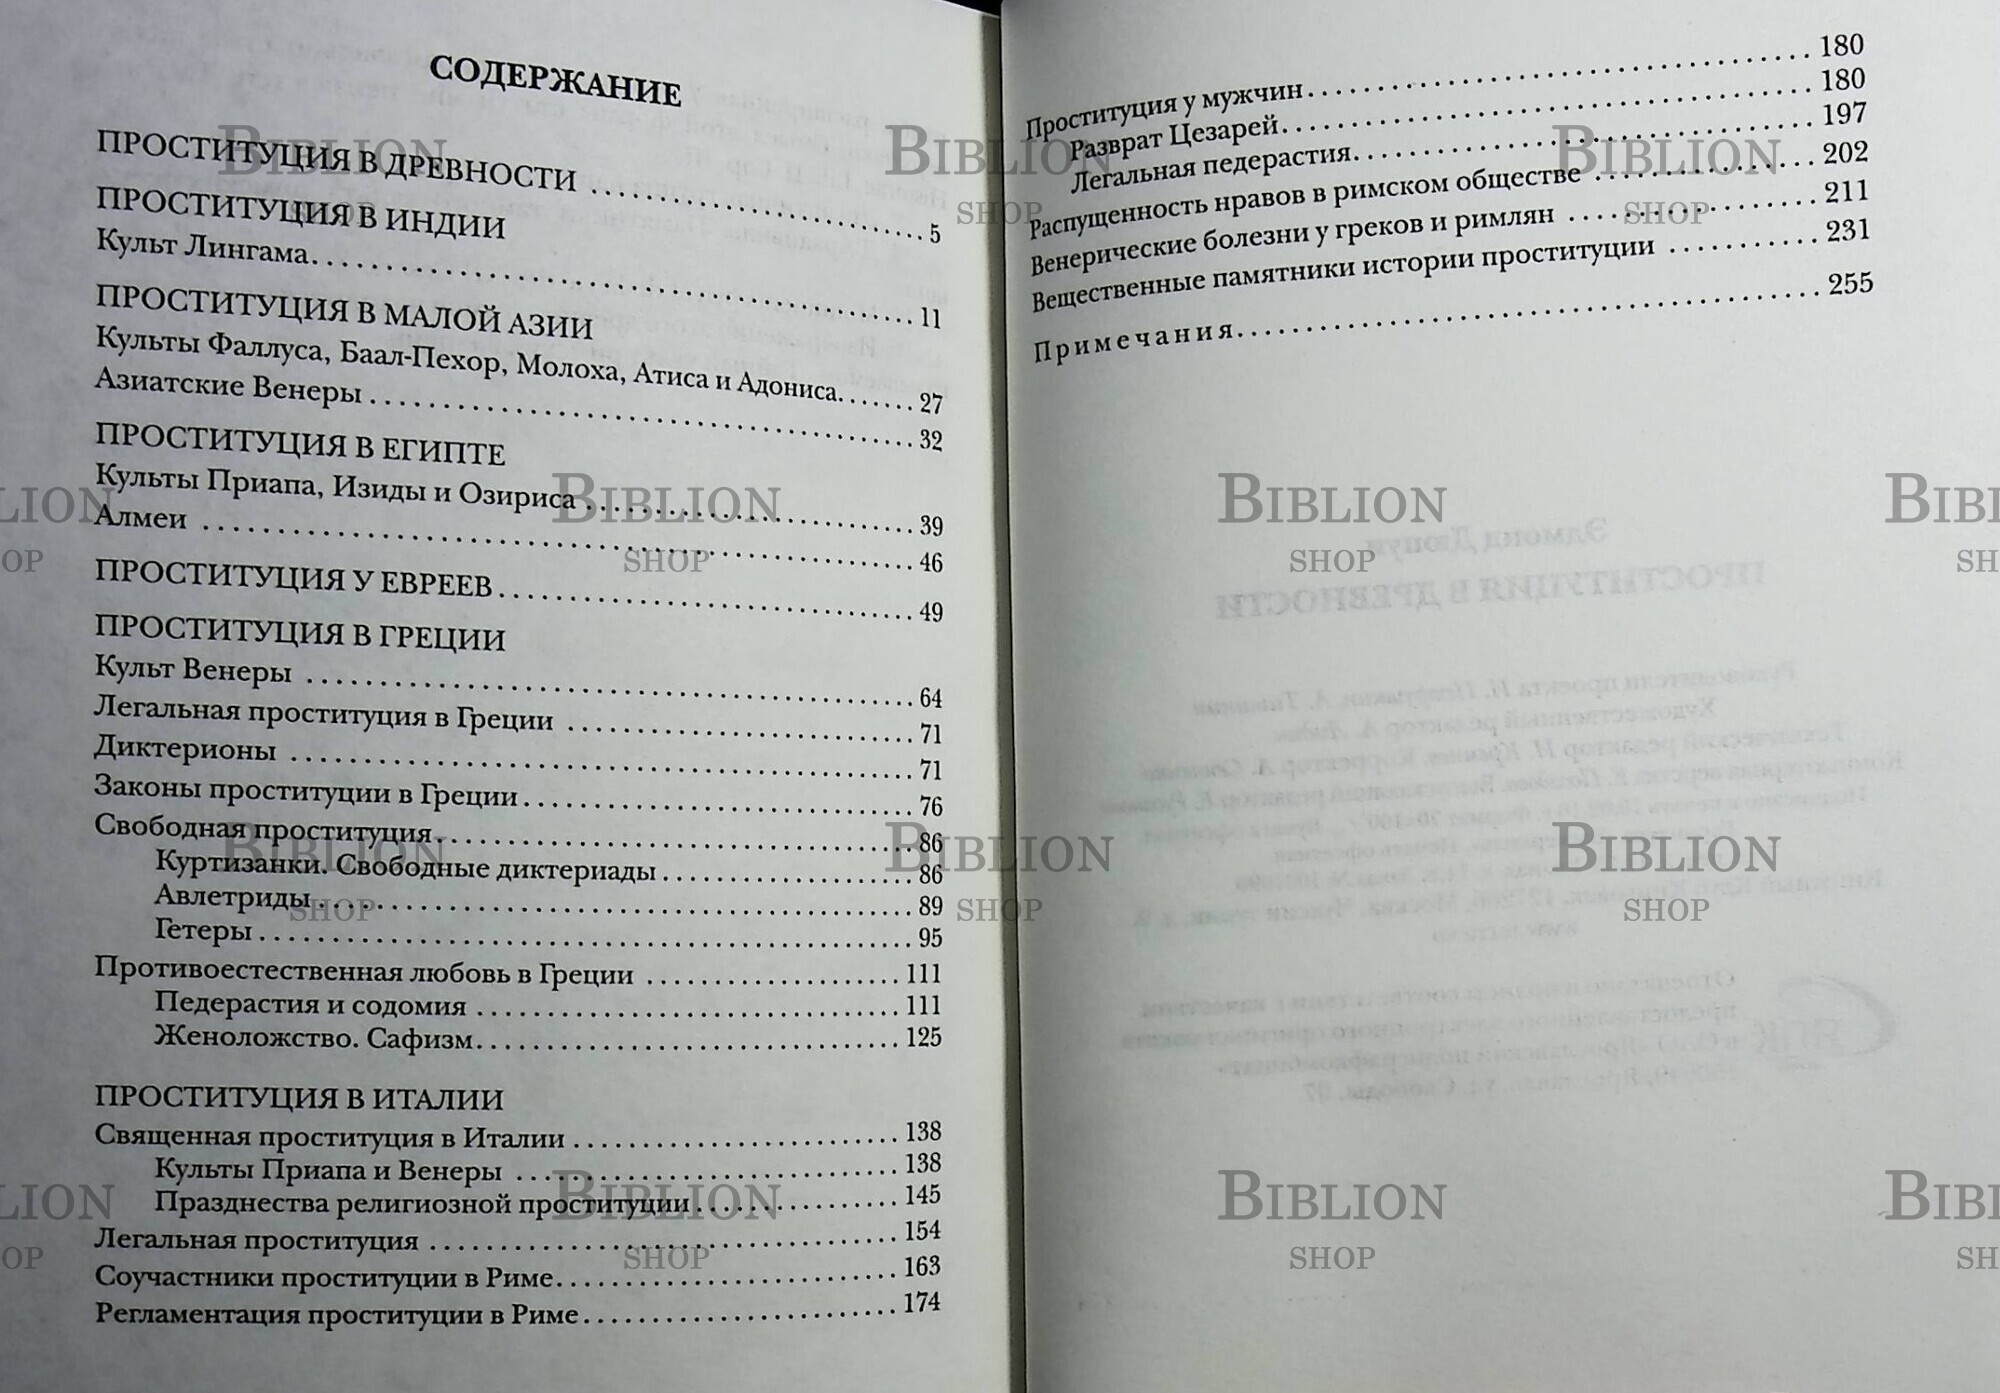 СОДЕРЖАНИЕ
ПРОСТИТУЦИЯ В ДРЕВНОСТИ ..... 5
ПРОСТИТУЦИЯ В ИНДИИ
Культ Лингама..... 11
ПРОСТИТУЦИЯ В МАЛОЙ АЗИИ
Культы Фаллуса, Баал-Пехор, Молоха, Атиса и Адониса..... 27
Азиатские Венеры..... 32
ПРОСТИТУЦИЯ В ЕГИПТЕ
Культы Приапа, Изиды и Озириса..... 39
Алмеи ..... 46
ПРОСТИТУЦИЯ У ЕВРЕЕВ..... 49
ПРОСТИТУЦИЯ В ГРЕЦИИ
Культ Венеры ..... 64
Легальная проституция в Греции ..... 71
Диктерионы ..... 71
Законы проституции в Греции..... 76
Свободная проституция..... 86
Куртизанки. Свободные диктериады..... 86
Авлетриды..... 89
Гетеры..... 95
Противоестественная любовь в Греции ..... 111
Педерастия и содомия ..... 111
Женоложство. Сафизм..... 125
ПРОСТИТУЦИЯ В ИТАЛИИ
Священная проституция в Италии ..... 138
Культы Приапа и Венеры ..... 138
Празднества религиозной проституции..... 145
Легальная проституция ..... 154
Соучастники проституции в Риме..... 163
Регламентация проституции в Риме..... 174
Проституция у мужчин..... 180
Разврат Цезарей..... 180
Легальная педерастия..... 197
Распущенность нравов в римском обществе ..... 202
Венерические болезни у греков и римлян ..... 211
Вещественные памятники истории проституции ..... 231
Примечания..... 255
Эдмонд Дюпуи
ПРОСТИТУЦИЯ В ДРЕВНОСТИ
BIBLION
SHOP